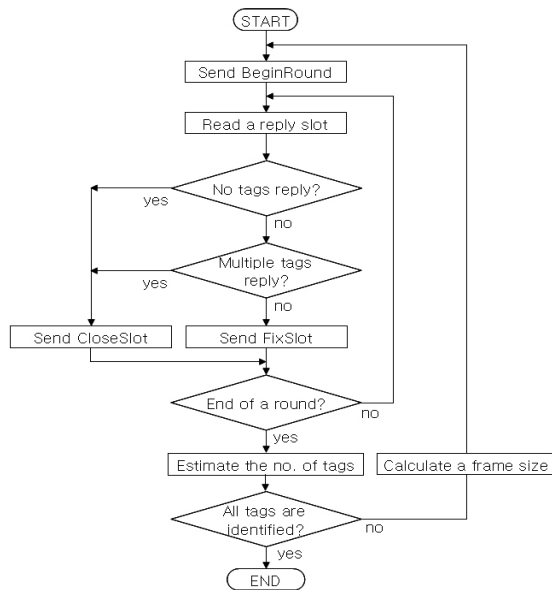 START
Send BeginRound
Read a reply slot
No tags reply?
yes
no
Multiple tags
reply?
yes
no
Send CloseSlot
Send FixSlot
End of a round?
no
yes
Estimate the no. of tags
Calculate a frame size
All tags are
identified?
no
yes
END